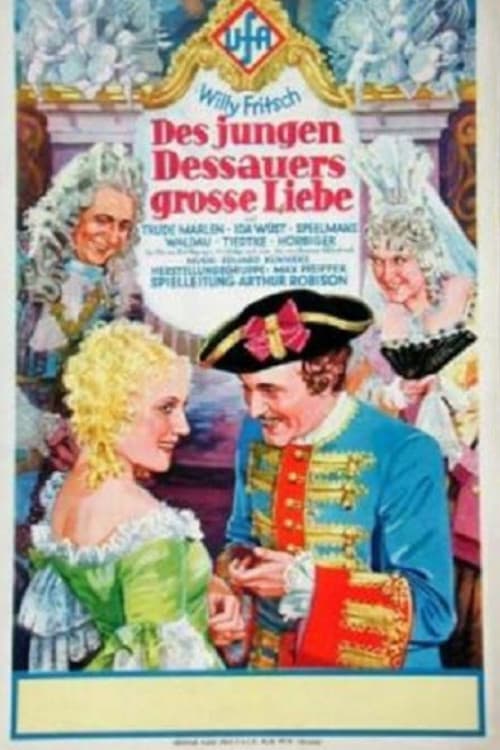 UFA
Willy Fritsch
Des jungen
Dessauers
grosse Liebe
TRUDE MARLEN · IDA WÜST · SPEELMANS
WALDAU · TIEDTKE · HÖRBIGER
MUSIK: EDUARD KÜNNEKE
HERSTELLUNGSGRUPPE · MAX PFEIFFER
SPIELLEITUNG: ARTHUR ROBISON